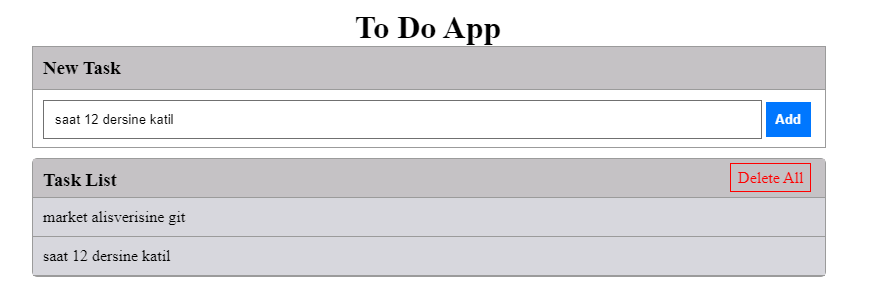 To Do App
New Task
saat 12 dersine katil
Add
Task List
Delete All
market alisverisine git
saat 12 dersine katil